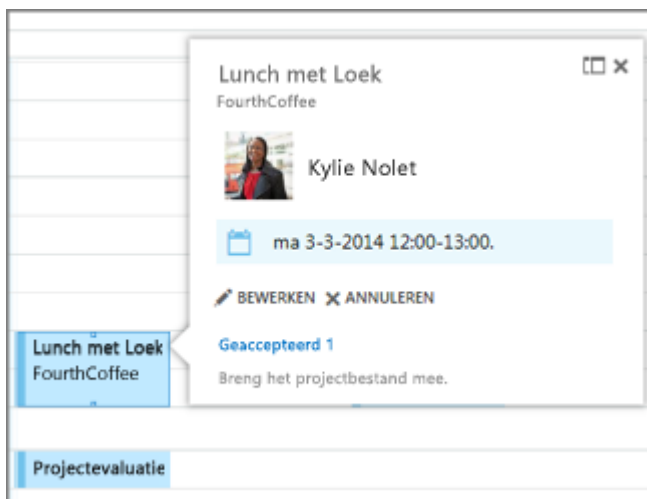 Lunch met Loek
FourthCoffee
Kylie Nolet
ma 3-3-2014 12:00-13:00.
BEWERKEN ANNULEREN
Geaccepteerd 1
Breng het projectbestand mee.
Lunch met Loek
FourthCoffee
Projectevaluatie